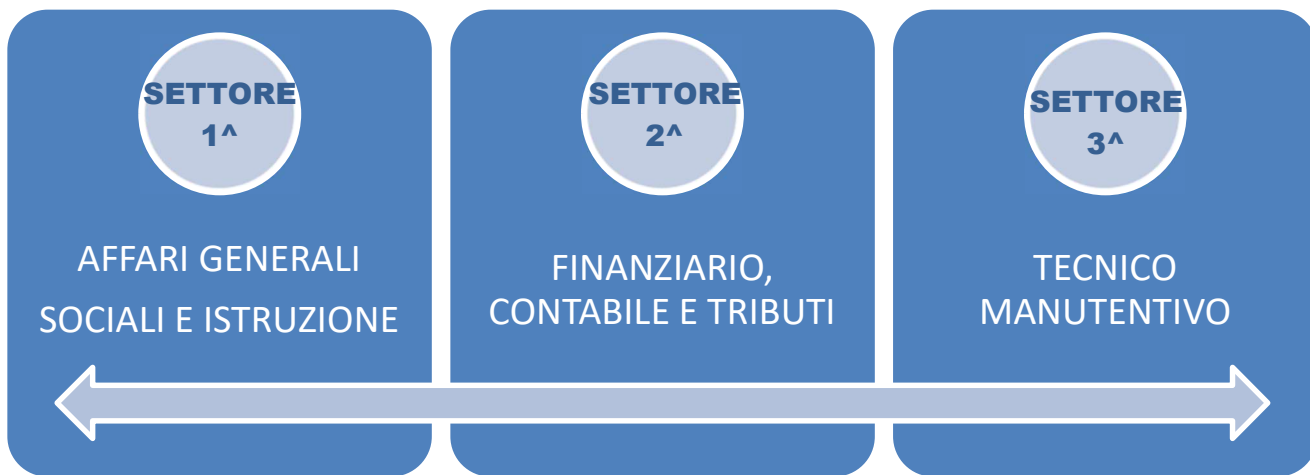 SETTORE
1^
AFFARI GENERALI
SOCIALI E ISTRUZIONE
SETTORE
2^
FINANZIARIO,
CONTABILE E TRIBUTI
SETTORE
3^
TECNICO
MANUTENTIVO